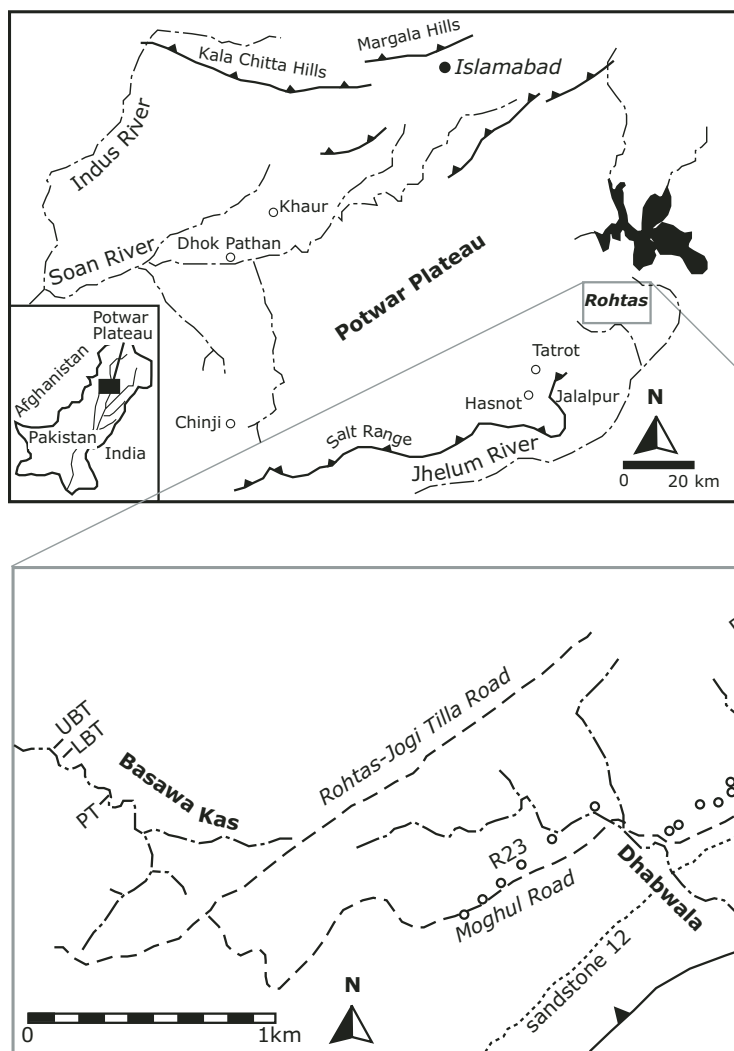 Margala Hills
Kala Chitta Hills
Islamabad
Indus River
Khaur
Soan River
Dhok Pathan
Potwar Plateau
Rohtas
Potwar
Plateau
Afghanistan
Pakistan
India
Tatrot
Hasnot
Jalalpur
Chinji
Salt Range
Jhelum River
N
0 20 km
UBT
LBT
PT
Basawa Kas
Rohtas-Jogi Tilla Road
R23
Moghul Road
Dhabwala
sandstone 12
N
0 1km